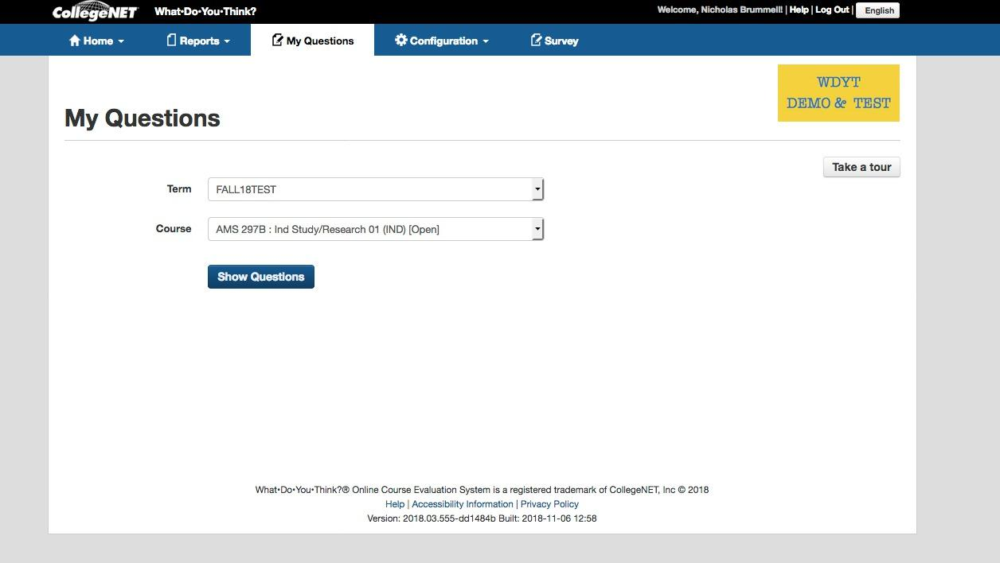 CollegeNET What•Do•You•Think? Welcome, Nicholas Brummell! | Help | Log Out | English
Home Reports My Questions Configuration Survey
WDYT
DEMO & TEST
My Questions
Take a tour
Term FALL18TEST
Course AMS 297B : Ind Study/Research 01 (IND) [Open]
Show Questions
What•Do•You•Think?® Online Course Evaluation System is a registered trademark of CollegeNET, Inc © 2018
Help | Accessibility Information | Privacy Policy
Version: 2018.03.555-dd1484b Built: 2018-11-06 12:58